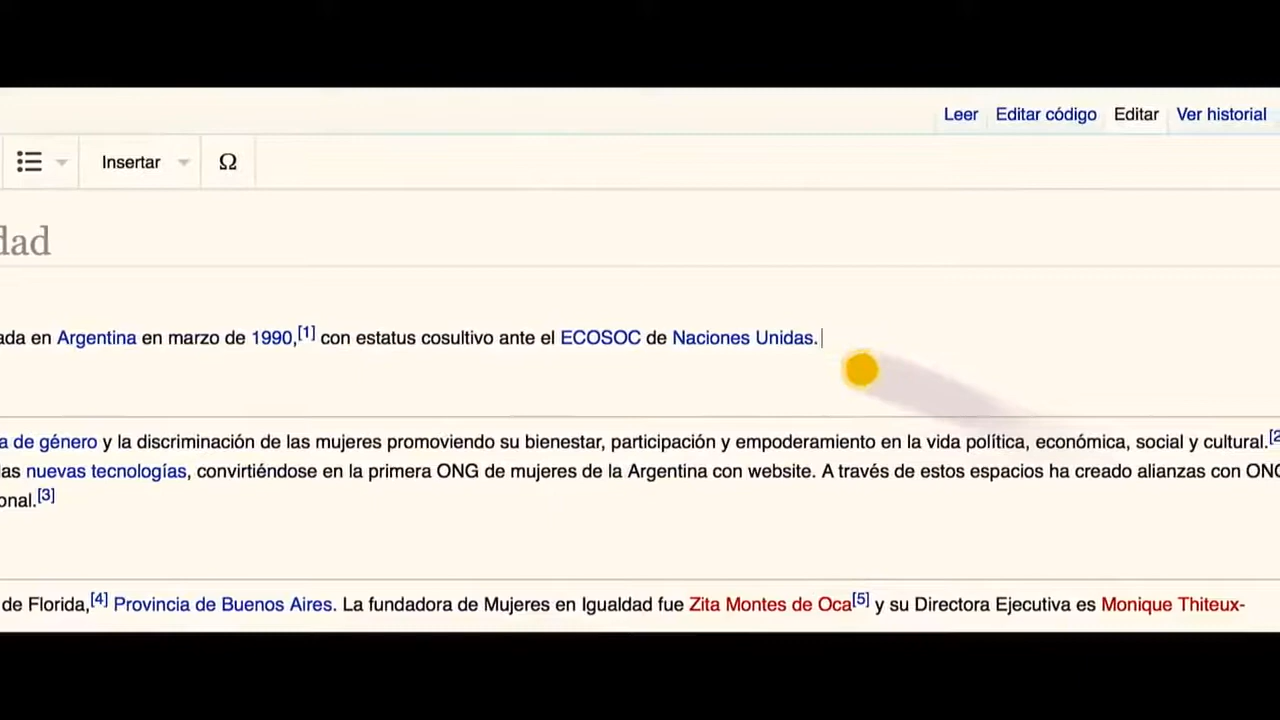 Leer Editar código Editar Ver historial
Insertar Ω
dad
ada en Argentina en marzo de 1990,[1] con estatus cosultivo ante el ECOSOC de Naciones Unidas.
a de género y la discriminación de las mujeres promoviendo su bienestar, participación y empoderamiento en la vida política, económica, social y cultural.[2
las nuevas tecnologías, convirtiéndose en la primera ONG de mujeres de la Argentina con website. A través de estos espacios ha creado alianzas con ONG
onal.[3]
de Florida,[4] Provincia de Buenos Aires. La fundadora de Mujeres en Igualdad fue Zita Montes de Oca[5] y su Directora Ejecutiva es Monique Thiteux-